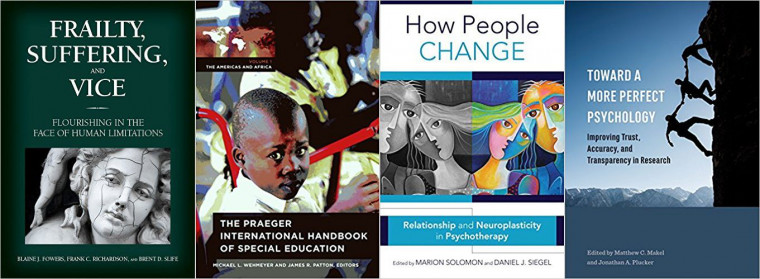 FRAILTY,
SUFFERING,
AND
VICE
FLOURISHING IN THE
FACE OF HUMAN LIMITATIONS
BLAINE J. FOWERS, FRANK C. RICHARDSON, AND BRENT D. SLIFE
VOLUME 1
THE AMERICAS AND AFRICA
THE PRAEGER
INTERNATIONAL HANDBOOK
OF SPECIAL EDUCATION
MICHAEL L. WEHMEYER AND JAMES R. PATTON, EDITORS
How People
CHANGE
Relationship and Neuroplasticity
in Psychotherapy
Edited by MARION SOLOMON AND DANIEL J. SIEGEL
TOWARD A
MORE PERFECT
PSYCHOLOGY
Improving Trust,
Accuracy, and
Transparency in Research
Edited by Matthew C. Makel
and Jonathan A. Plucker